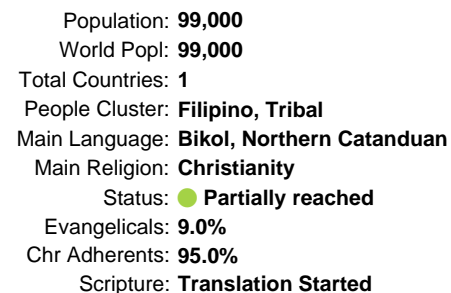 Population: 99,000
World Popl: 99,000
Total Countries: 1
People Cluster: Filipino, Tribal
Main Language: Bikol, Northern Catanduan
Main Religion: Christianity
Status: Partially reached
Evangelicals: 9.0%
Chr Adherents: 95.0%
Scripture: Translation Started